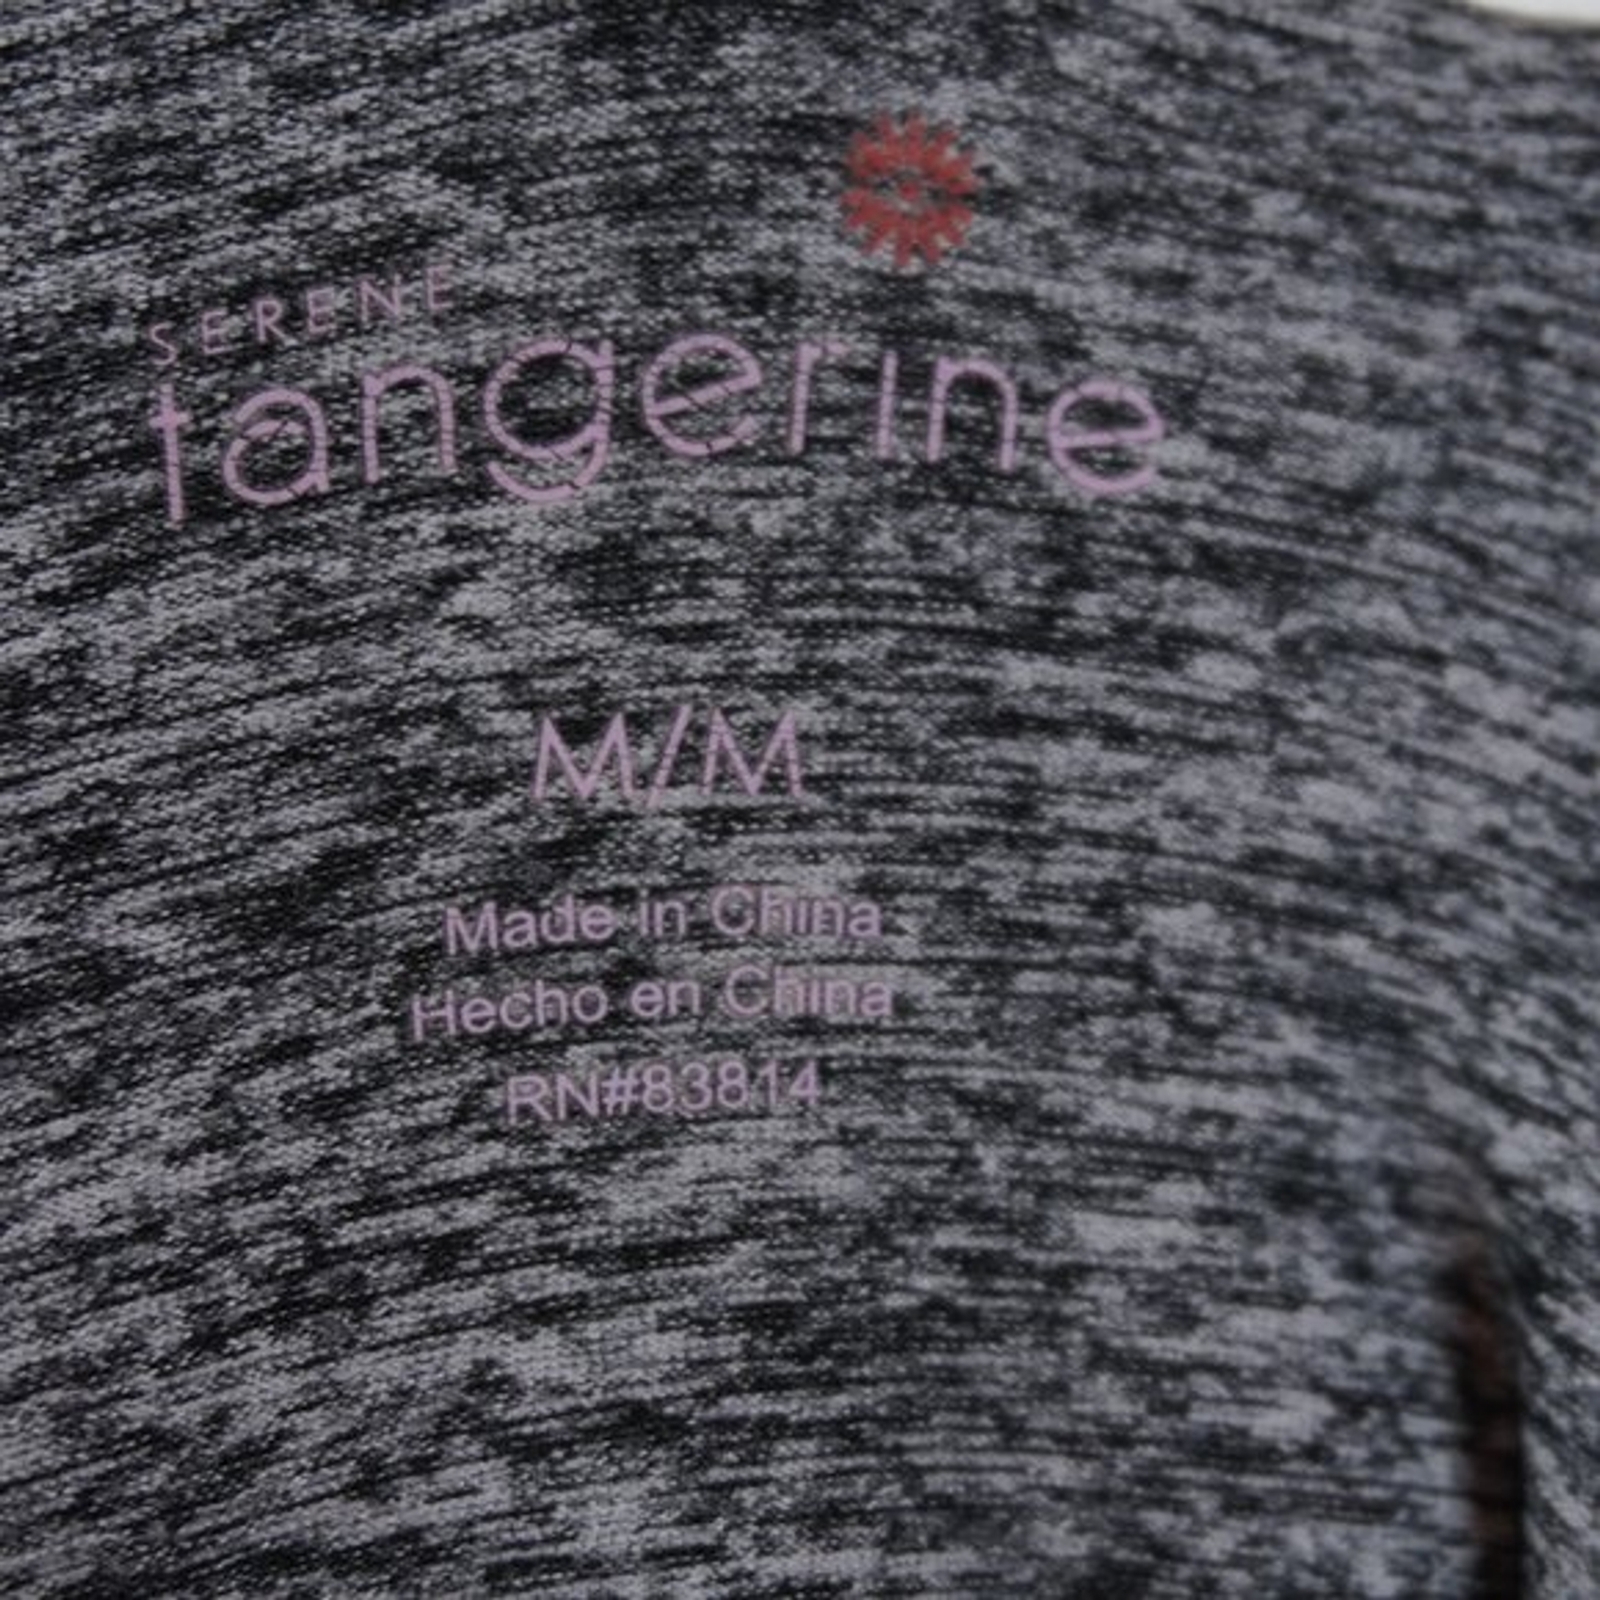 SERENE
tangerine
M/M
Made in China
Hecho en China
RN#83814